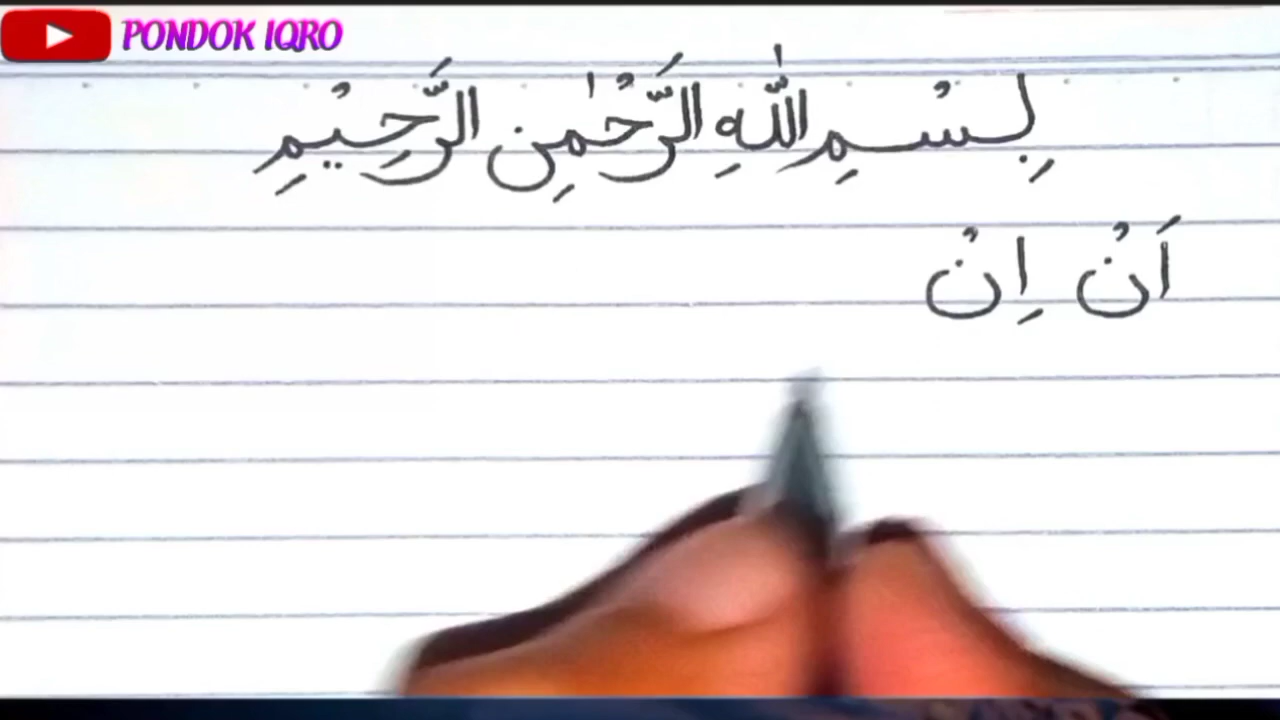 PONDOK IQRO
بِسْمِ اللّٰهِ الرَّحْمٰنِ الرَّحِيْمِ
اَنْ اِنْ